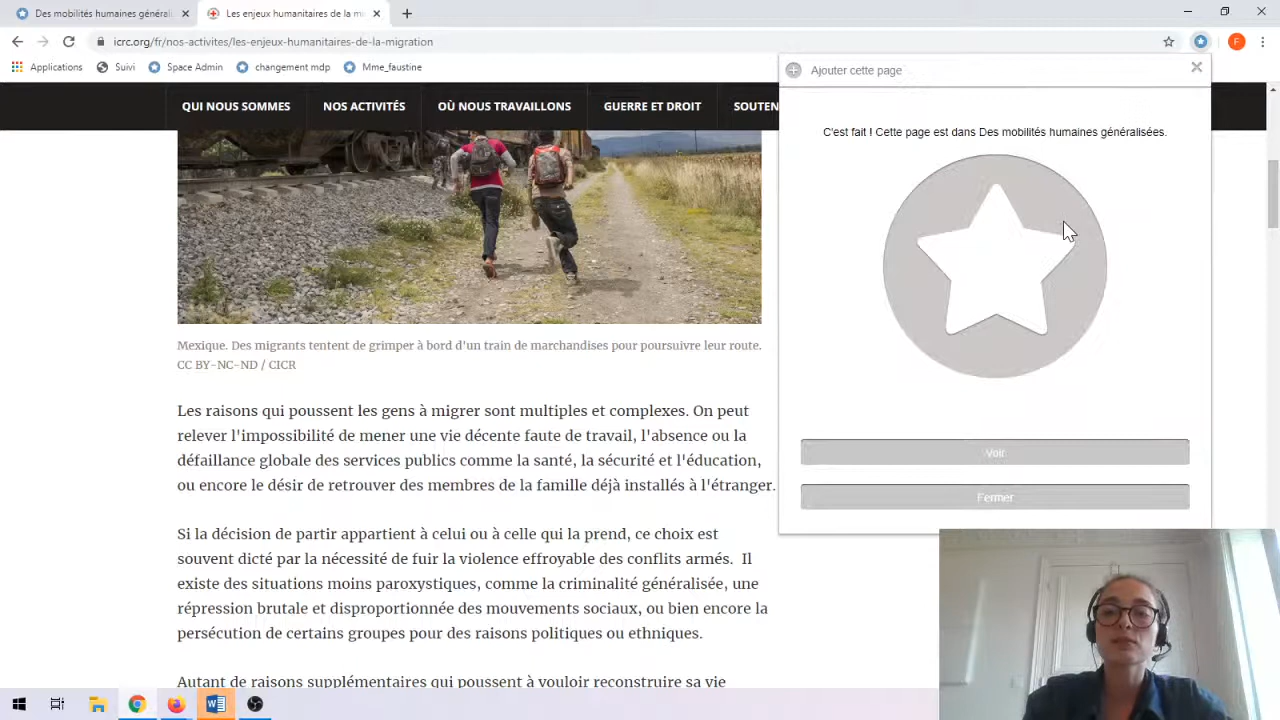 Des mobilités humaines générali
Les enjeux humanitaires de la m
icrc.org/fr/nos-activites/les-enjeux-humanitaires-de-la-migration
F
Applications
Suivi
Space Admin
changement mdp
Mme_faustine
QUI NOUS SOMMES
NOS ACTIVITÉS
OÙ NOUS TRAVAILLONS
GUERRE ET DROIT
SOUTEN
Ajouter cette page
C'est fait ! Cette page est dans Des mobilités humaines généralisées.
Voir
Fermer
Mexique. Des migrants tentent de grimper à bord d'un train de marchandises pour poursuivre leur route.
CC BY-NC-ND / CICR
Les raisons qui poussent les gens à migrer sont multiples et complexes. On peut
relever l'impossibilité de mener une vie décente faute de travail, l'absence ou la
défaillance globale des services publics comme la santé, la sécurité et l'éducation,
ou encore le désir de retrouver des membres de la famille déjà installés à l'étranger.
Si la décision de partir appartient à celui ou à celle qui la prend, ce choix est
souvent dicté par la nécessité de fuir la violence effroyable des conflits armés. Il
existe des situations moins paroxystiques, comme la criminalité généralisée, une
répression brutale et disproportionnée des mouvements sociaux, ou bien encore la
persécution de certains groupes pour des raisons politiques ou ethniques.
Autant de raisons supplémentaires qui poussent à vouloir reconstruire sa vie